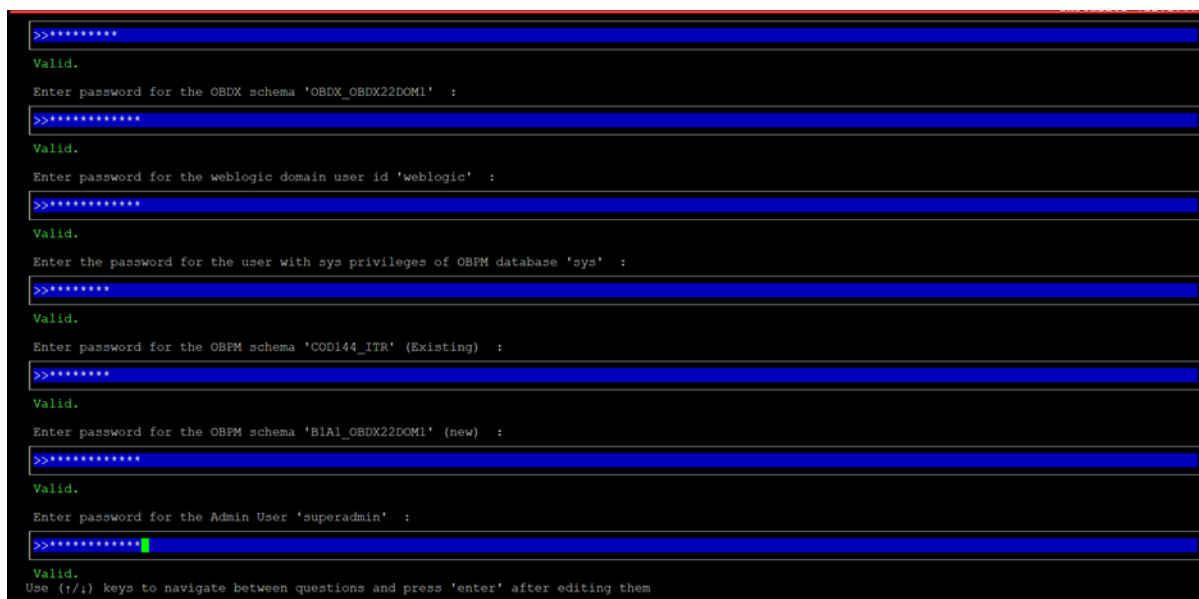 >>*********
Valid.
Enter password for the OBDX schema 'OBDX_OBDX22DOM1'  :
>>************
Valid.
Enter password for the weblogic domain user id 'weblogic'  :
>>************
Valid.
Enter the password for the user with sys privileges of OBPM database 'sys'  :
>>********
Valid.
Enter password for the OBPM schema 'COD144_ITR' (Existing)  :
>>********
Valid.
Enter password for the OBPM schema 'B1A1_OBDX22DOM1' (new)  :
>>************
Valid.
Enter password for the Admin User 'superadmin'  :
>>************
Valid.
Use (↑/↓) keys to navigate between questions and press 'enter' after editing them